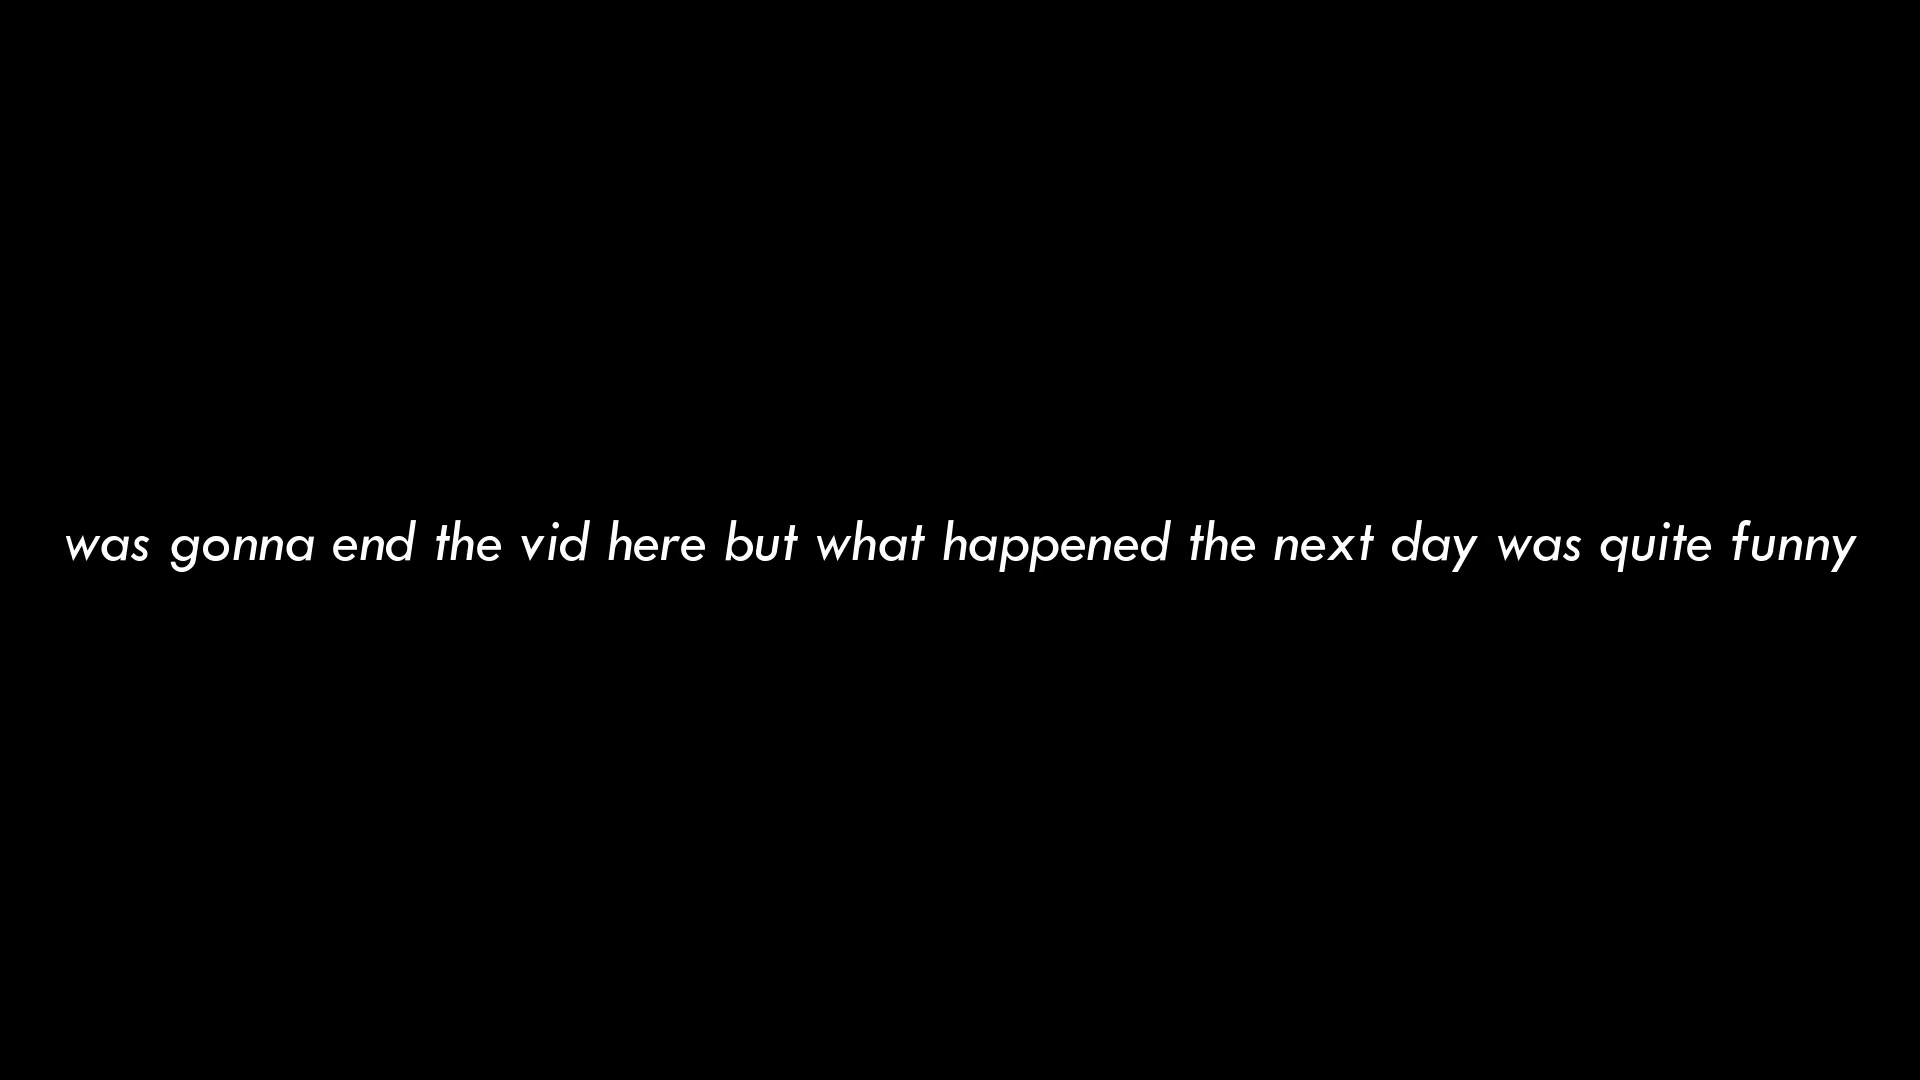 was gonna end the vid here but what happened the next day was quite funny